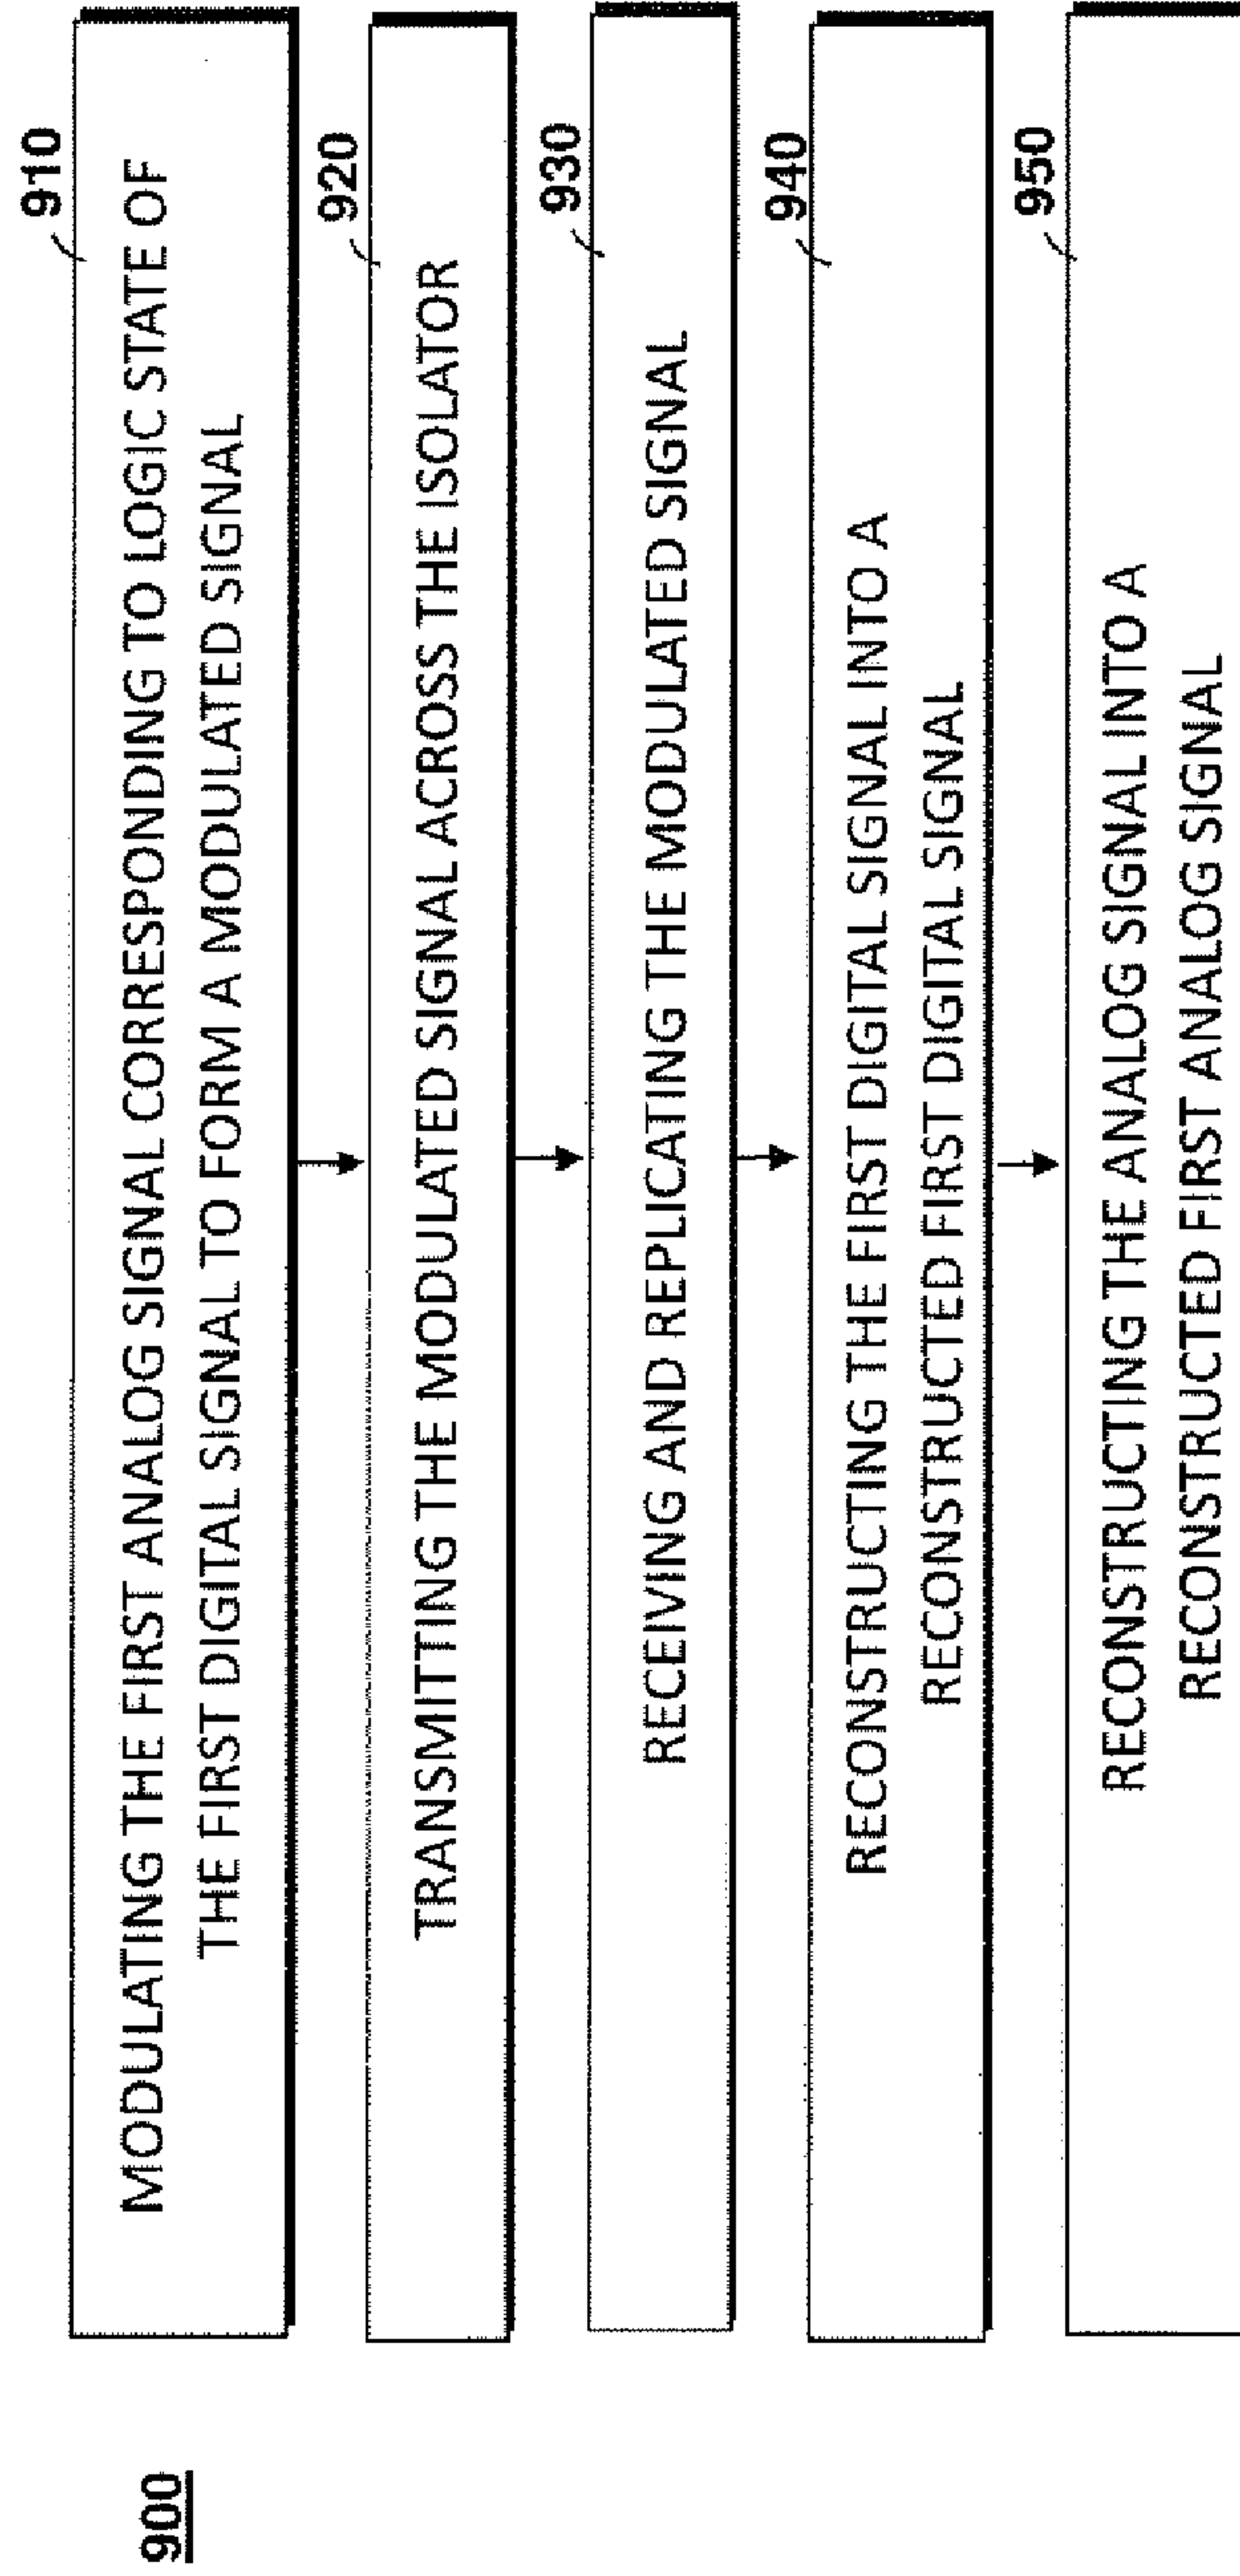 900
910
MODULATING THE FIRST ANALOG SIGNAL CORRESPONDING TO LOGIC STATE OF
THE FIRST DIGITAL SIGNAL TO FORM A MODULATED SIGNAL
920
TRANSMITTING THE MODULATED SIGNAL ACROSS THE ISOLATOR
930
RECEIVING AND REPLICATING THE MODULATED SIGNAL
940
RECONSTRUCTING THE FIRST DIGITAL SIGNAL INTO A
RECONSTRUCTED FIRST DIGITAL SIGNAL
950
RECONSTRUCTING THE ANALOG SIGNAL INTO A
RECONSTRUCTED FIRST ANALOG SIGNAL